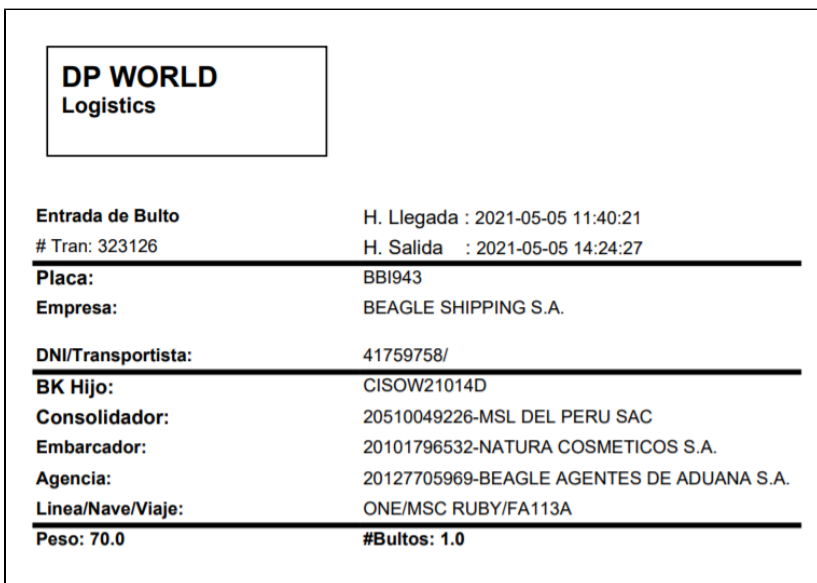 DP WORLD
Logistics
Entrada de Bulto H. Llegada : 2021-05-05 11:40:21
# Tran: 323126 H. Salida : 2021-05-05 14:24:27
Placa: BBI943
Empresa: BEAGLE SHIPPING S.A.
DNI/Transportista: 41759758/
BK Hijo: CISOW21014D
Consolidador: 20510049226-MSL DEL PERU SAC
Embarcador: 20101796532-NATURA COSMETICOS S.A.
Agencia: 20127705969-BEAGLE AGENTES DE ADUANA S.A.
Linea/Nave/Viaje: ONE/MSC RUBY/FA113A
Peso: 70.0 #Bultos: 1.0